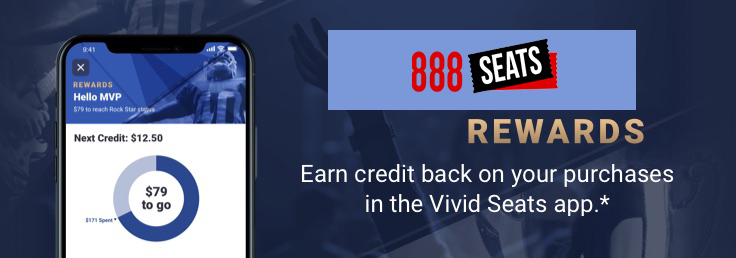 9:41
REWARDS
Hello MVP
$79 to reach Rock Star status
Next Credit: $12.50
$79
to go
$171 Spent
888 SEATS
REWARDS
Earn credit back on your purchases
in the Vivid Seats app.*